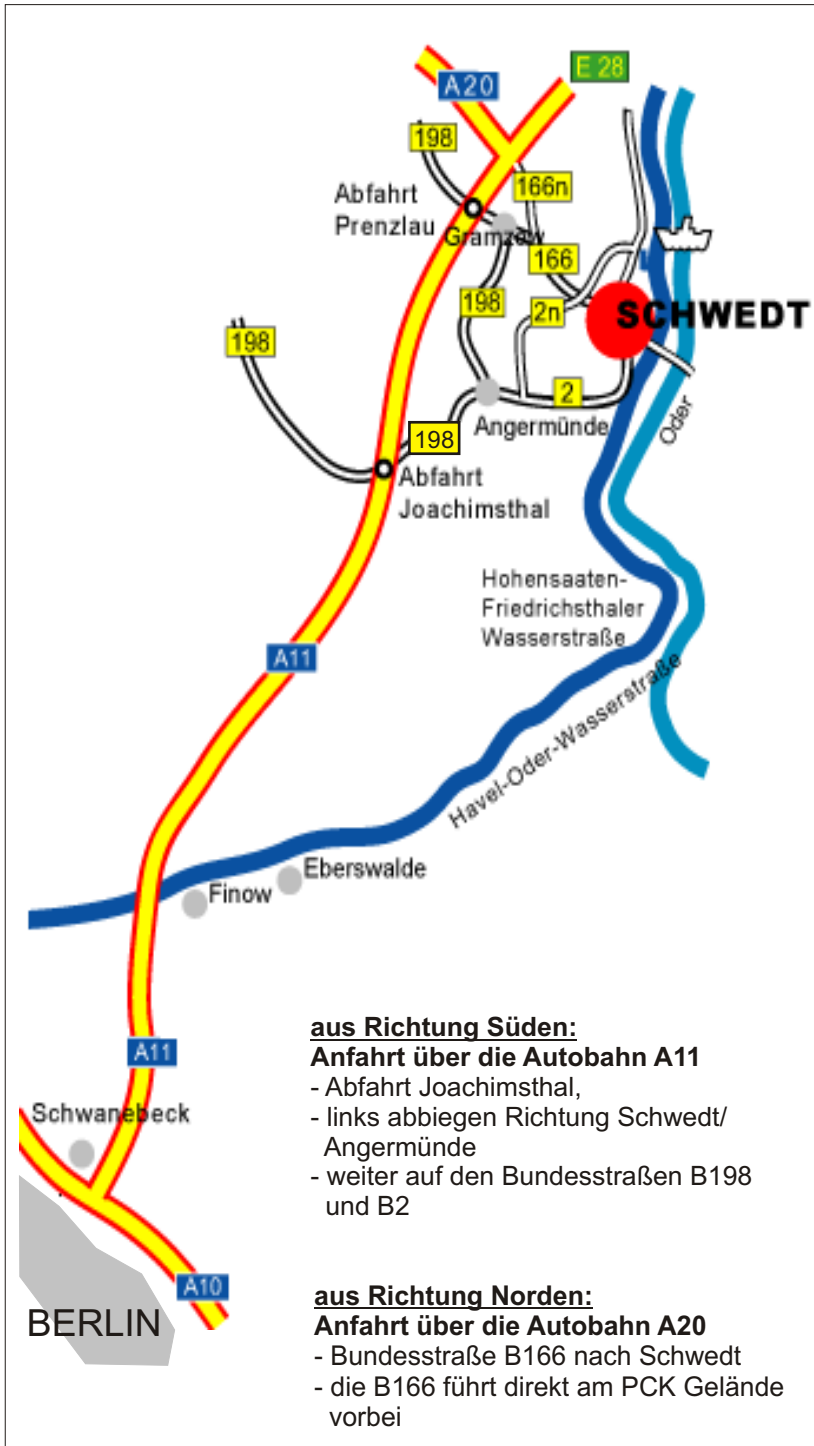 E 28
A20
198
166n
Abfahrt
Prenzlau
Gramzow
166
198
2n
SCHWEDT
198
2
Angermünde
Oder
198
Abfahrt
Joachimsthal
Hohensaaten-
Friedrichsthaler
Wasserstraße
A11
Havel-Oder-Wasserstraße
Eberswalde
Finow
A11
Schwanebeck
A10
BERLIN
aus Richtung Süden:
Anfahrt über die Autobahn A11
- Abfahrt Joachimsthal,
- links abbiegen Richtung Schwedt/
Angermünde
- weiter auf den Bundesstraßen B198
und B2
aus Richtung Norden:
Anfahrt über die Autobahn A20
- Bundesstraße B166 nach Schwedt
- die B166 führt direkt am PCK Gelände
vorbei